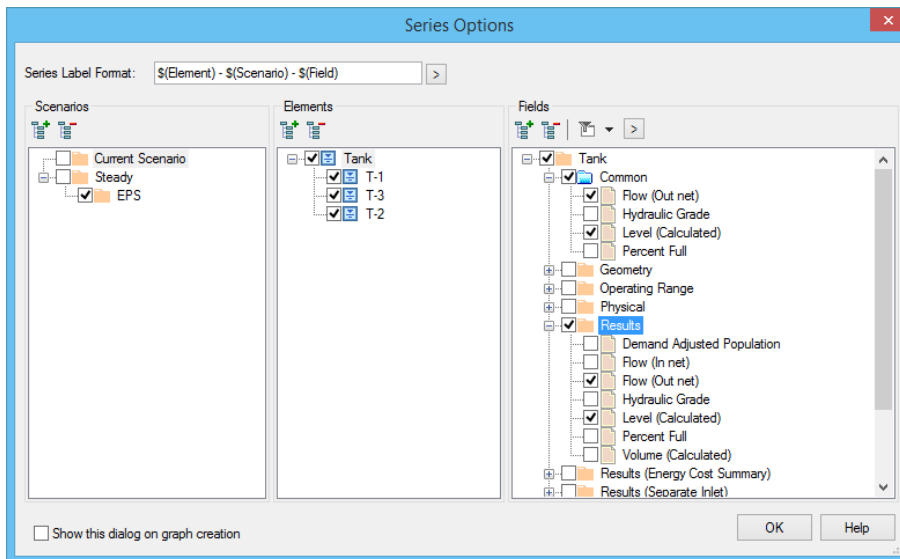 Series Options
Series Label Format: $(Element) - $(Scenario) - $(Field) >
Scenarios
Current Scenario
Steady
EPS
Elements
Tank
T-1
T-3
T-2
Fields
>
Tank
Common
Flow (Out net)
Hydraulic Grade
Level (Calculated)
Percent Full
Geometry
Operating Range
Physical
Results
Demand Adjusted Population
Flow (In net)
Flow (Out net)
Hydraulic Grade
Level (Calculated)
Percent Full
Volume (Calculated)
Results (Energy Cost Summary)
Results (Separate Inlet)
Show this dialog on graph creation
OK Help